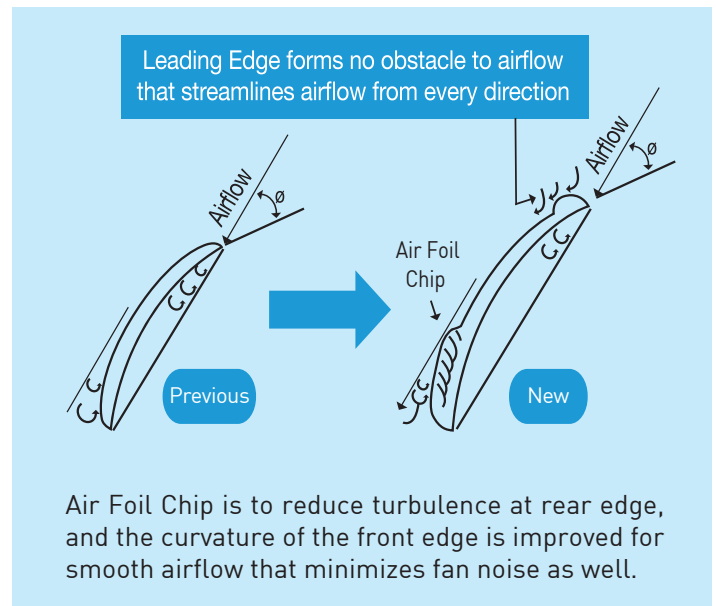 Leading Edge forms no obstacle to airflow
that streamlines airflow from every direction
Airflow
ø
Airflow
ø
Air Foil
Chip
Previous
New
Air Foil Chip is to reduce turbulence at rear edge,
and the curvature of the front edge is improved for
smooth airflow that minimizes fan noise as well.